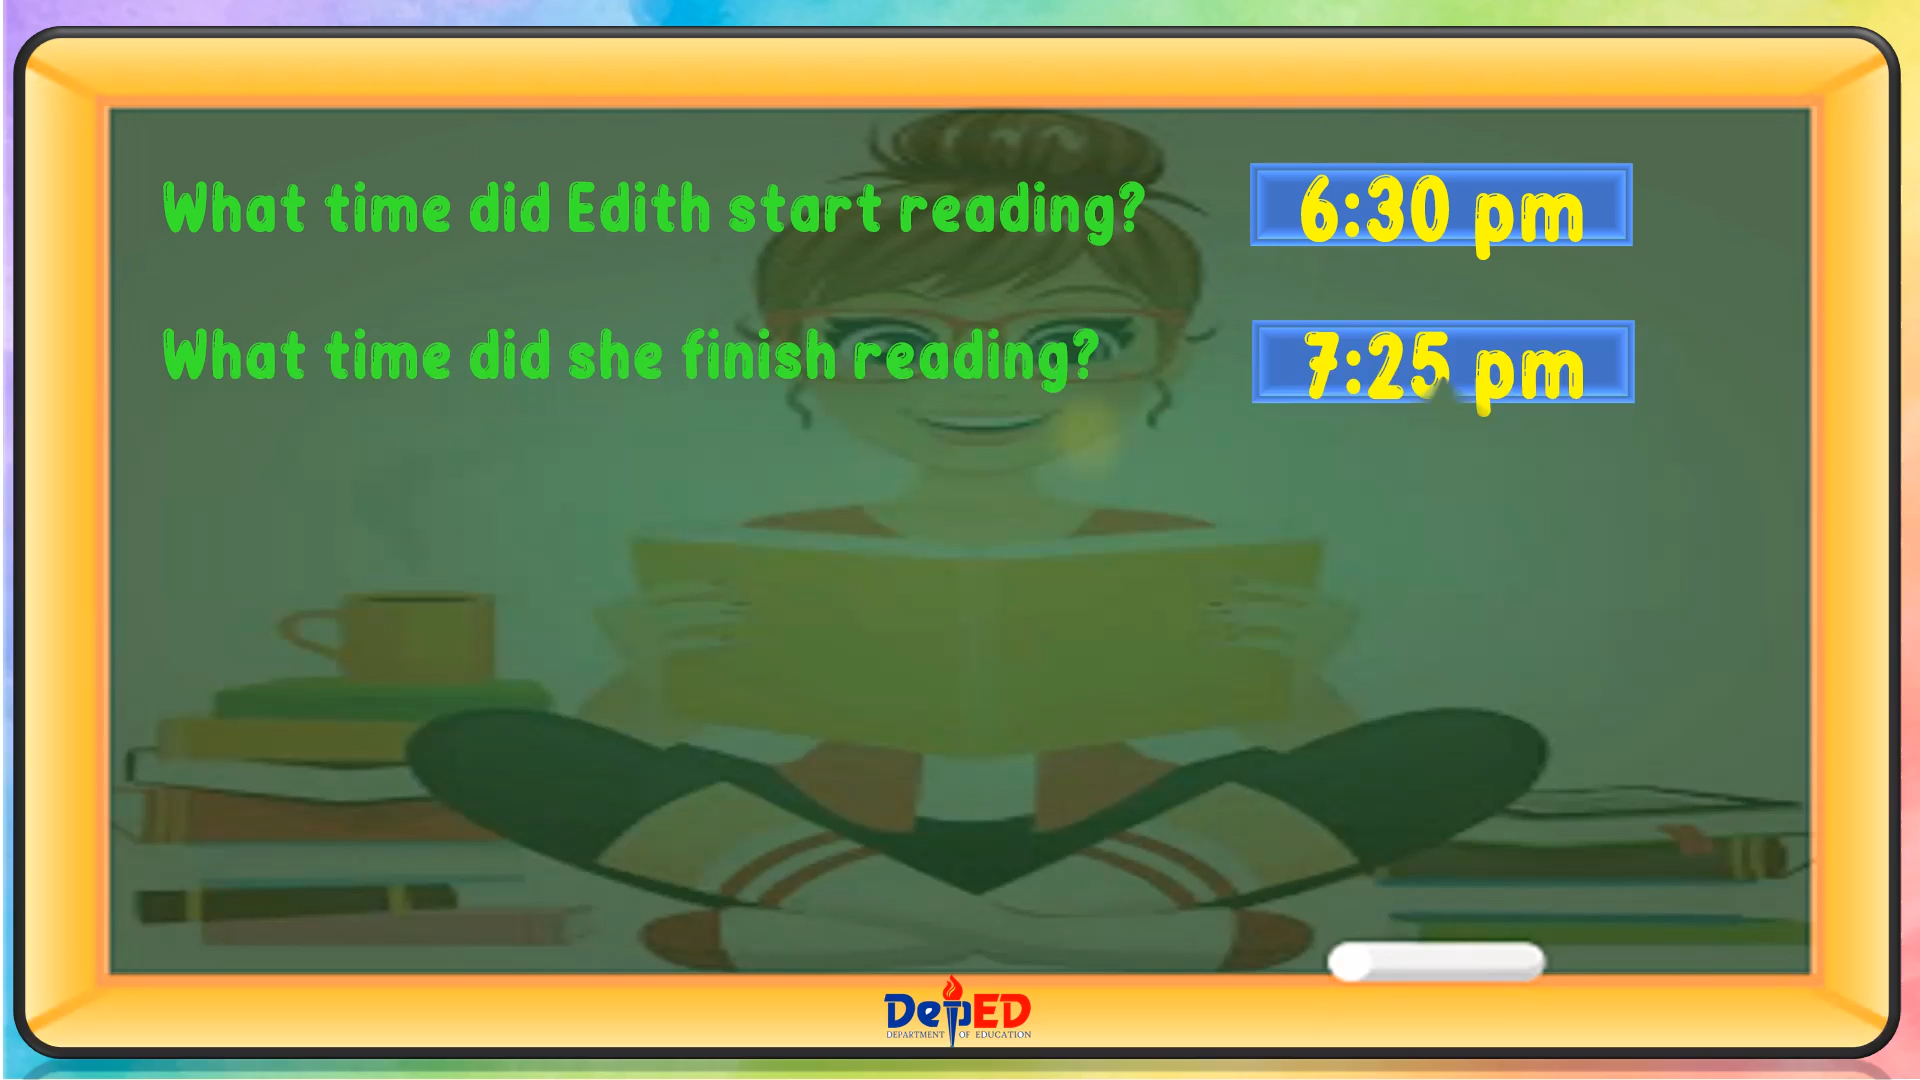 What time did Edith start reading? 6:30 pm
What time did she finish reading? 7:25 pm
DepED
DEPARTMENT OF EDUCATION